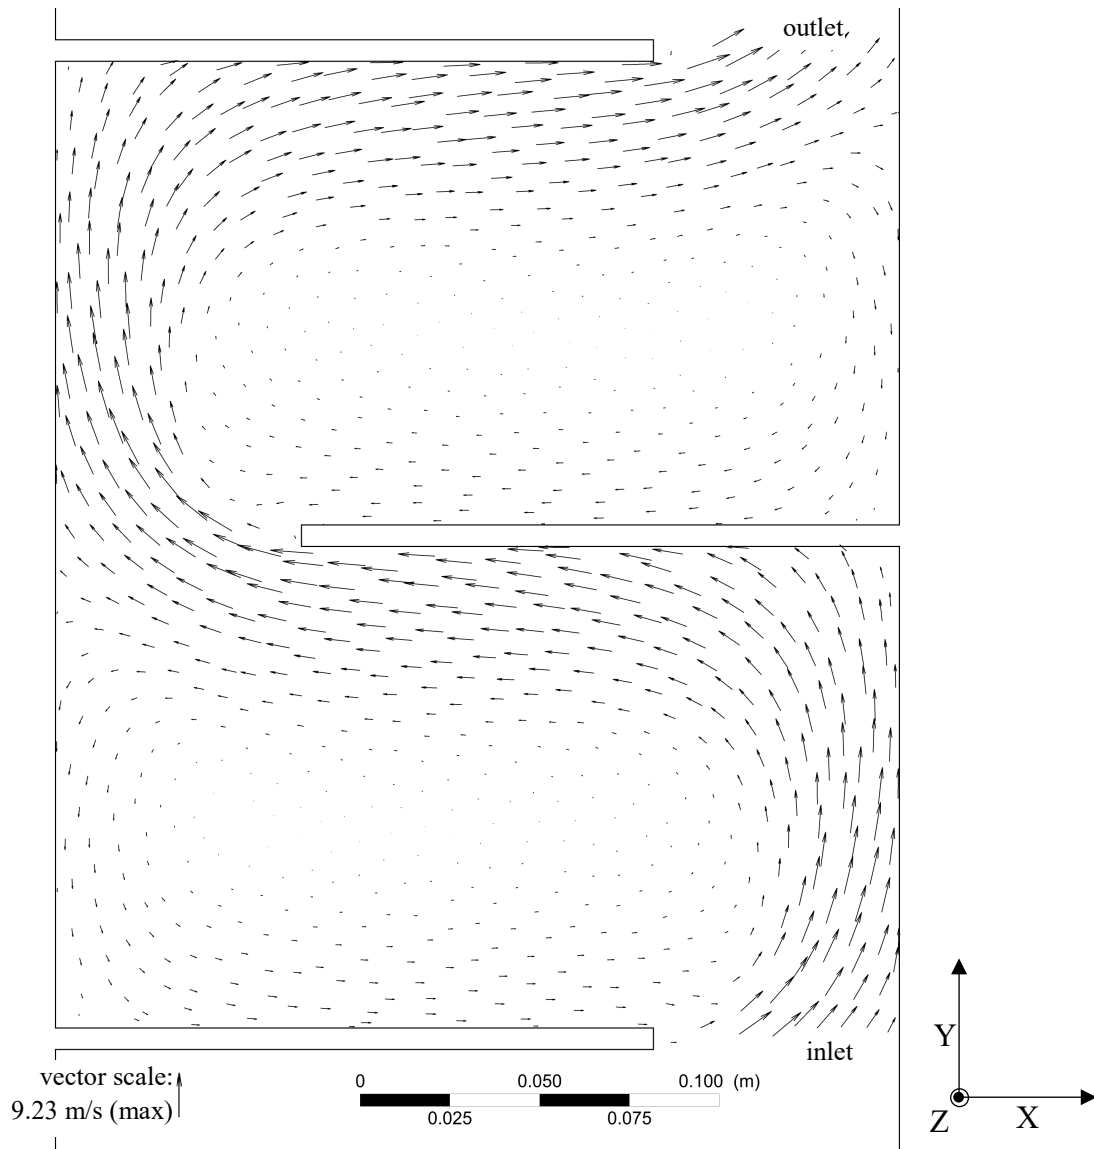 outlet
inlet
vector scale:
9.23 m/s (max)
0 0.050 0.100 (m)
0.025 0.075
Y
Z X